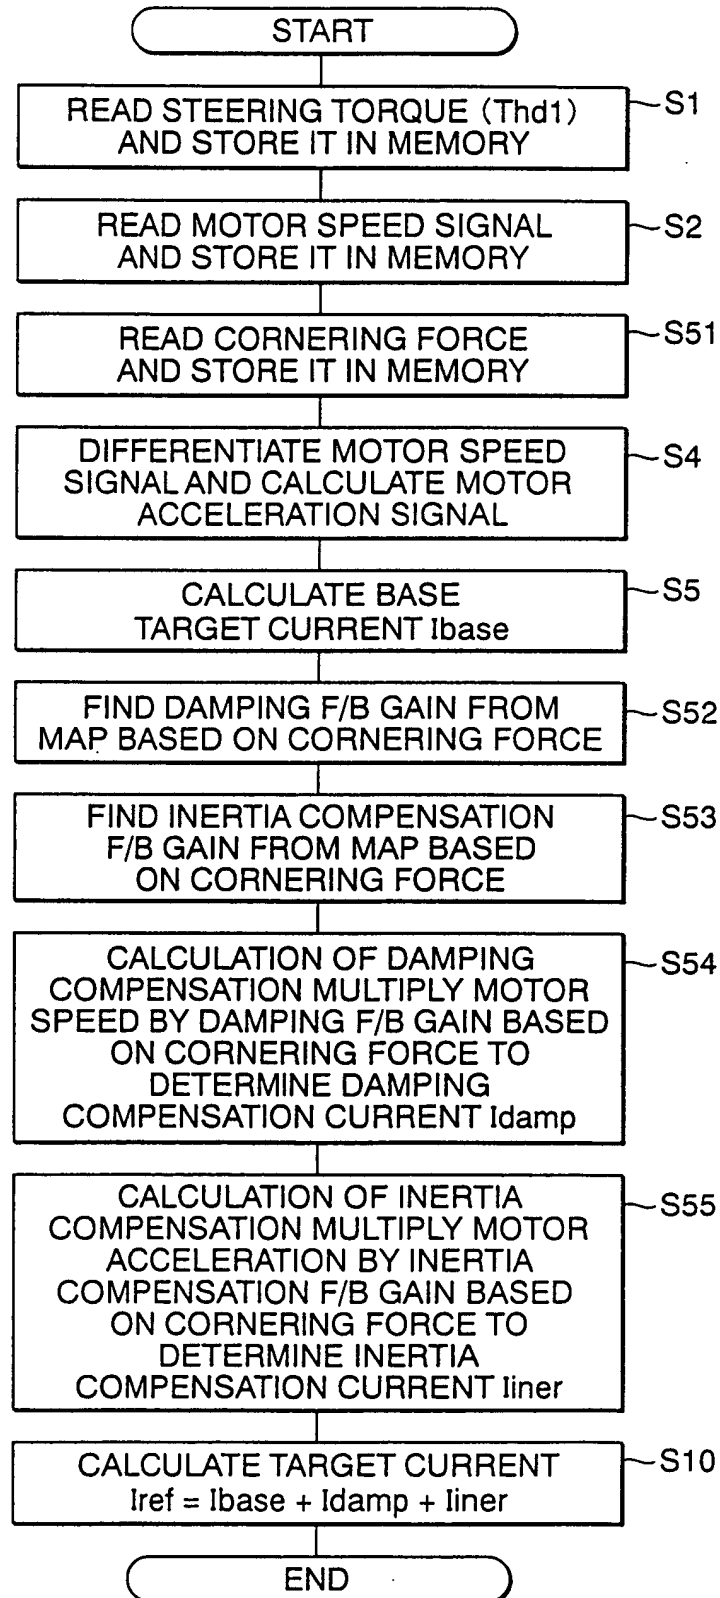 START
READ STEERING TORQUE (Thd1)
AND STORE IT IN MEMORY
S1
READ MOTOR SPEED SIGNAL
AND STORE IT IN MEMORY
S2
READ CORNERING FORCE
AND STORE IT IN MEMORY
S51
DIFFERENTIATE MOTOR SPEED
SIGNAL AND CALCULATE MOTOR
ACCELERATION SIGNAL
S4
CALCULATE BASE
TARGET CURRENT Ibase
S5
FIND DAMPING F/B GAIN FROM
MAP BASED ON CORNERING FORCE
S52
FIND INERTIA COMPENSATION
F/B GAIN FROM MAP BASED
ON CORNERING FORCE
S53
CALCULATION OF DAMPING
COMPENSATION MULTIPLY MOTOR
SPEED BY DAMPING F/B GAIN BASED
ON CORNERING FORCE TO
DETERMINE DAMPING
COMPENSATION CURRENT Idamp
S54
CALCULATION OF INERTIA
COMPENSATION MULTIPLY MOTOR
ACCELERATION BY INERTIA
COMPENSATION F/B GAIN BASED
ON CORNERING FORCE TO
DETERMINE INERTIA
COMPENSATION CURRENT Iiner
S55
CALCULATE TARGET CURRENT
Iref = Ibase + Idamp + Iiner
S10
END